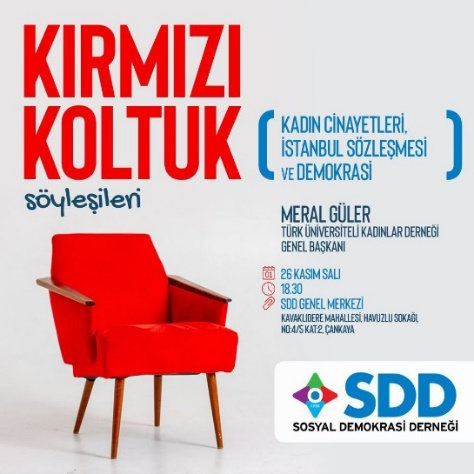 KIRMIZI
KOLTUK
söyleşileri
KADIN CİNAYETLERİ,
İSTANBUL SÖZLEŞMESİ
VE DEMOKRASİ
MERAL GÜLER
TÜRK ÜNİVERSİTELİ KADINLAR DERNEĞİ
GENEL BAŞKANI
26 KASIM SALI
18.30
SDD GENEL MERKEZİ
KAVAKLIDERE MAHALLESİ, HAVUZLU SOKAĞI,
NO:4/5 KAT:2, ÇANKAYA
SDD
SOSYAL DEMOKRASİ DERNEĞİ